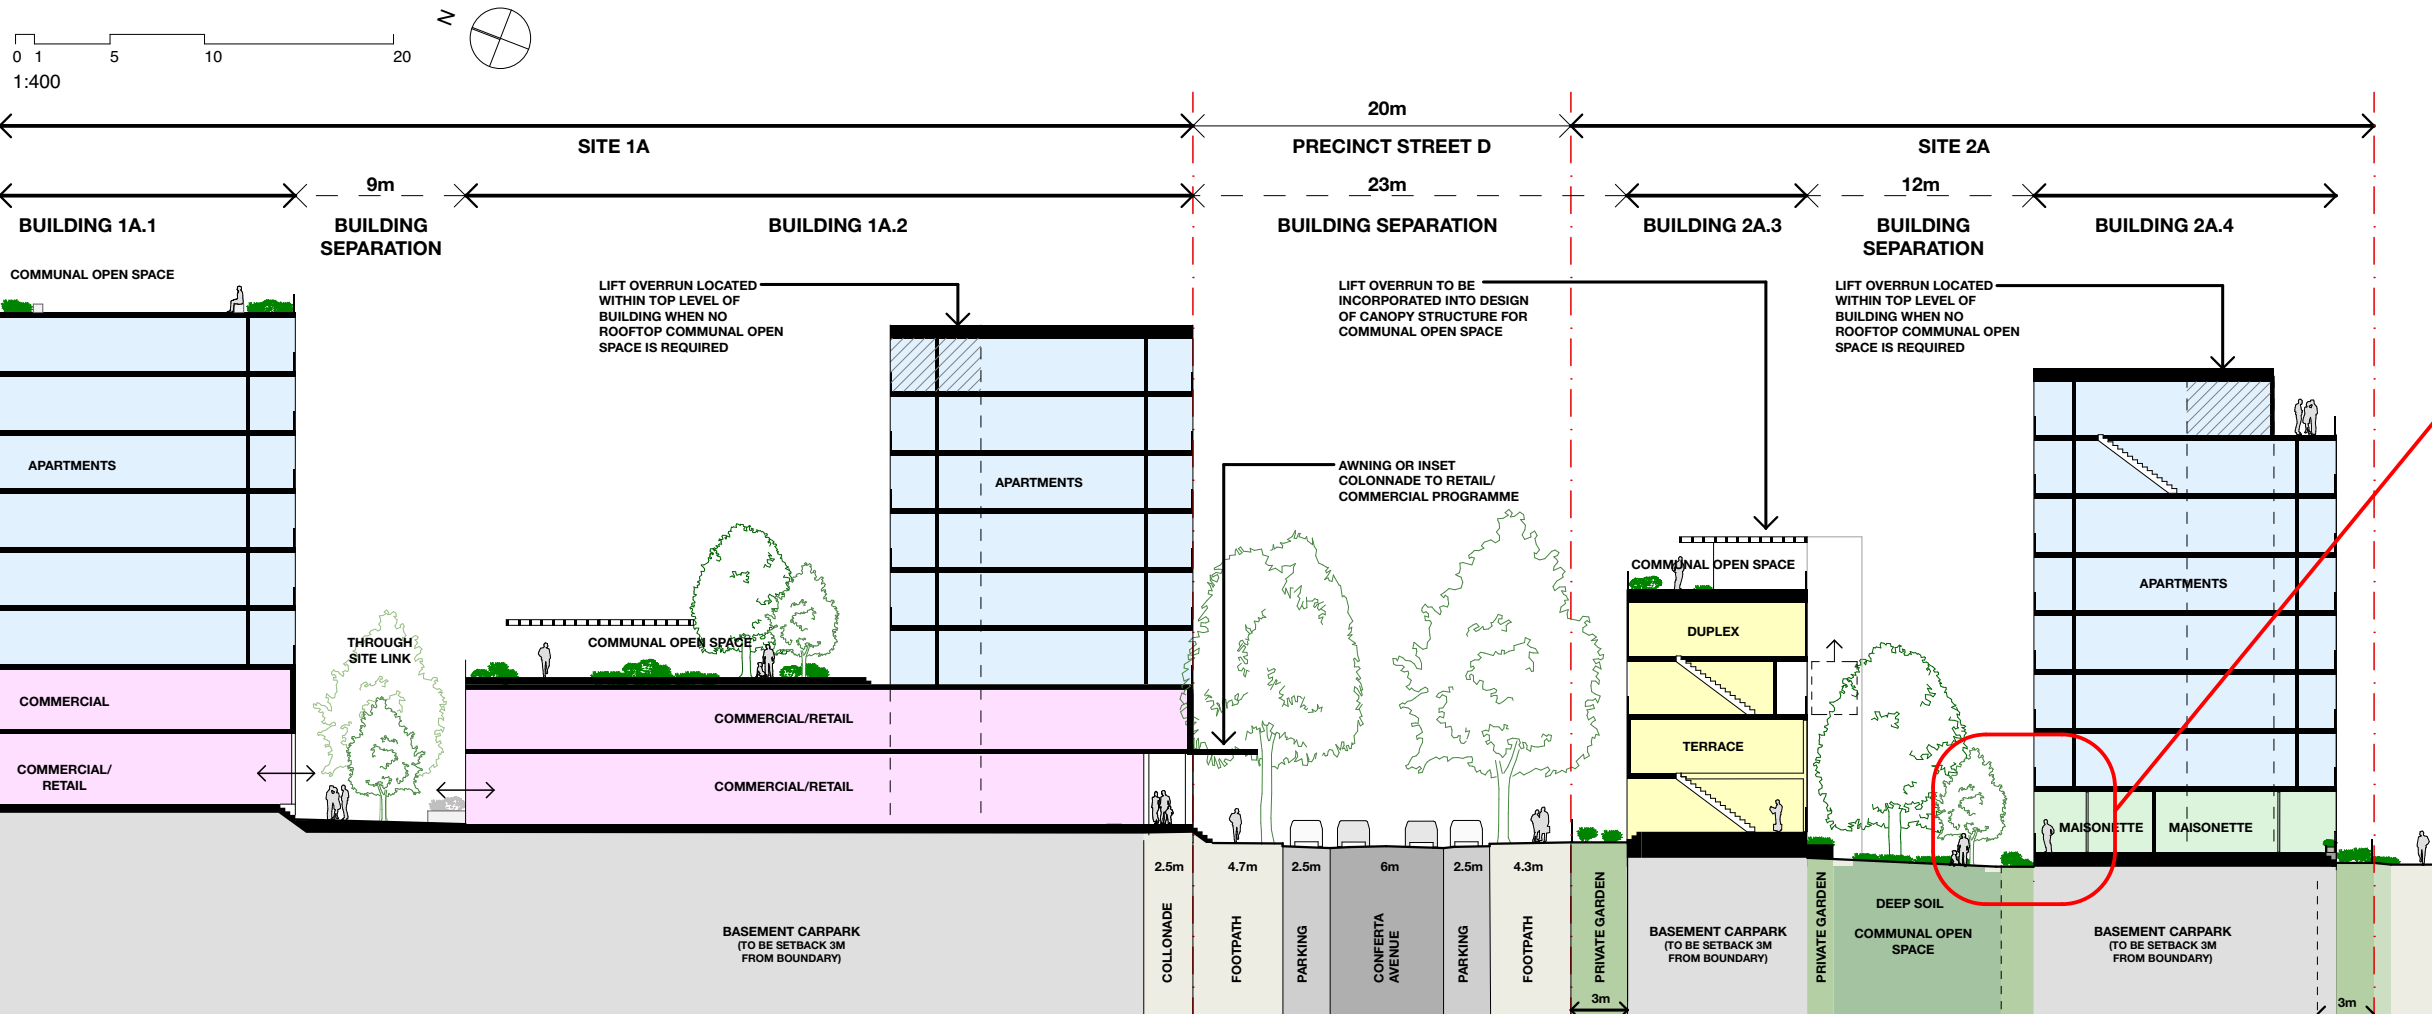 N
0 1 5 10 20
1:400
20m
SITE 1A
PRECINCT STREET D
SITE 2A
9m
23m
12m
BUILDING 1A.1
BUILDING
SEPARATION
BUILDING 1A.2
BUILDING SEPARATION
BUILDING 2A.3
BUILDING
SEPARATION
BUILDING 2A.4
COMMUNAL OPEN SPACE
LIFT OVERRUN LOCATED
WITHIN TOP LEVEL OF
BUILDING WHEN NO
ROOFTOP COMMUNAL OPEN
SPACE IS REQUIRED
LIFT OVERRUN TO BE
INCORPORATED INTO DESIGN
OF CANOPY STRUCTURE FOR
COMMUNAL OPEN SPACE
LIFT OVERRUN LOCATED
WITHIN TOP LEVEL OF
BUILDING WHEN NO
ROOFTOP COMMUNAL OPEN
SPACE IS REQUIRED
APARTMENTS
APARTMENTS
AWNING OR INSET
COLONNADE TO RETAIL/
COMMERCIAL PROGRAMME
COMMUNAL OPEN SPACE
APARTMENTS
THROUGH
SITE LINK
COMMUNAL OPEN SPACE
DUPLEX
COMMERCIAL
COMMERCIAL/RETAIL
TERRACE
COMMERCIAL/
RETAIL
COMMERCIAL/RETAIL
MAISONETTE
MAISONETTE
2.5m
4.7m
2.5m
6m
2.5m
4.3m
COLLONADE
FOOTPATH
PARKING
CONFERTA
AVENUE
PARKING
FOOTPATH
PRIVATE GARDEN
PRIVATE GARDEN
DEEP SOIL
COMMUNAL OPEN
SPACE
BASEMENT CARPARK
(TO BE SETBACK 3M
FROM BOUNDARY)
BASEMENT CARPARK
(TO BE SETBACK 3M
FROM BOUNDARY)
BASEMENT CARPARK
(TO BE SETBACK 3M
FROM BOUNDARY)
3m
3m